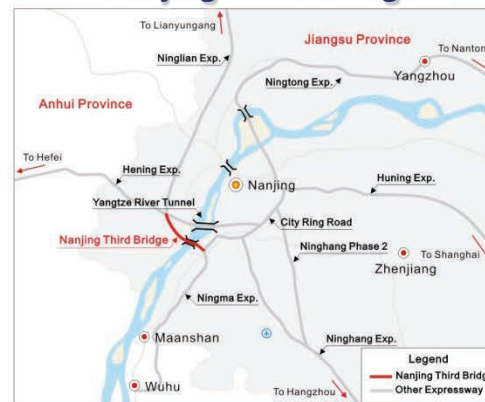 To Lianyungang
Jiangsu Province
To Nanton
Ninglian Exp.
Ningtong Exp.
Yangzhou
Anhui Province
To Hefei
Hening Exp.
Nanjing
Huning Exp.
Yangtze River Tunnel
City Ring Road
Nanjing Third Bridge
Ninghang Phase 2
To Shanghai
Zhenjiang
Ningma Exp.
Maanshan
Ninghang Exp.
Legend
Nanjing Third Bridg
Other Expressway
Wuhu
To Hangzhou